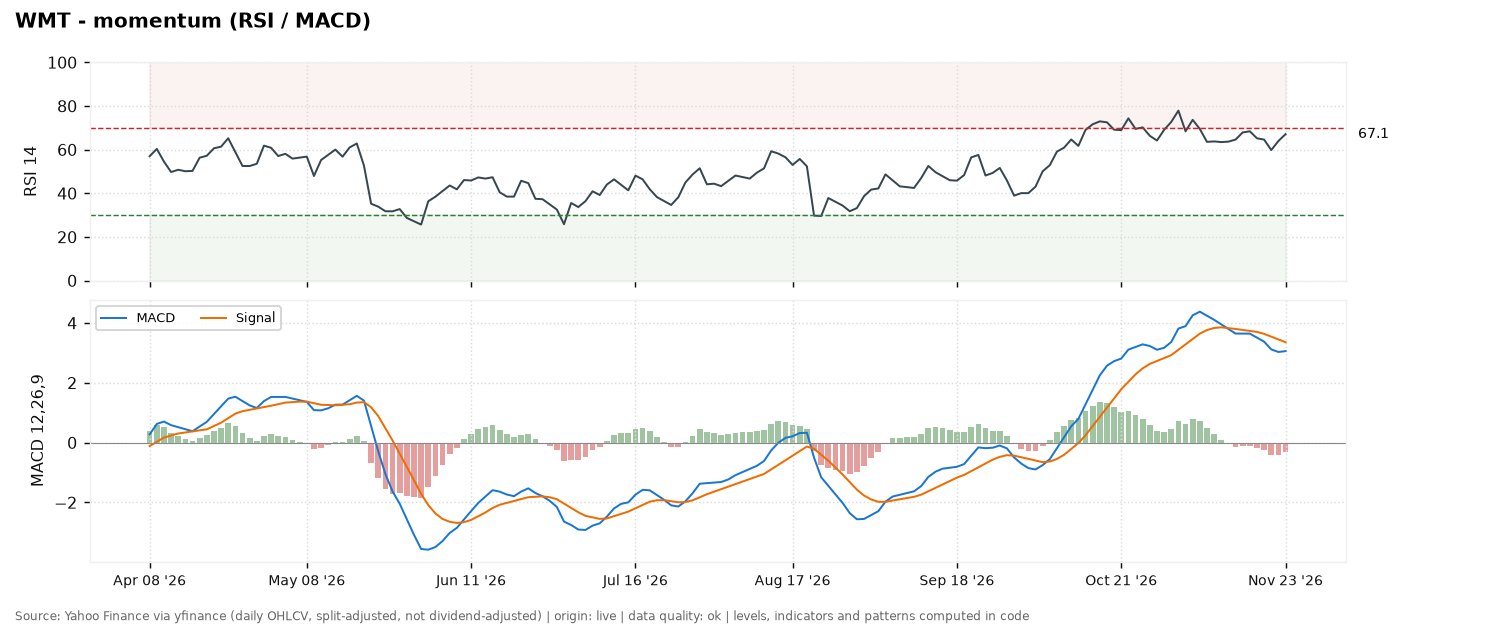 WMT - momentum (RSI / MACD)
100
80
60
40
20
0
RSI 14
67.1
MACD Signal
4
2
0
−2
MACD 12,26,9
Apr 08 '26 May 08 '26 Jun 11 '26 Jul 16 '26 Aug 17 '26 Sep 18 '26 Oct 21 '26 Nov 23 '26
Source: Yahoo Finance via yfinance (daily OHLCV, split-adjusted, not dividend-adjusted) | origin: live | data quality: ok | levels, indicators and patterns computed in code